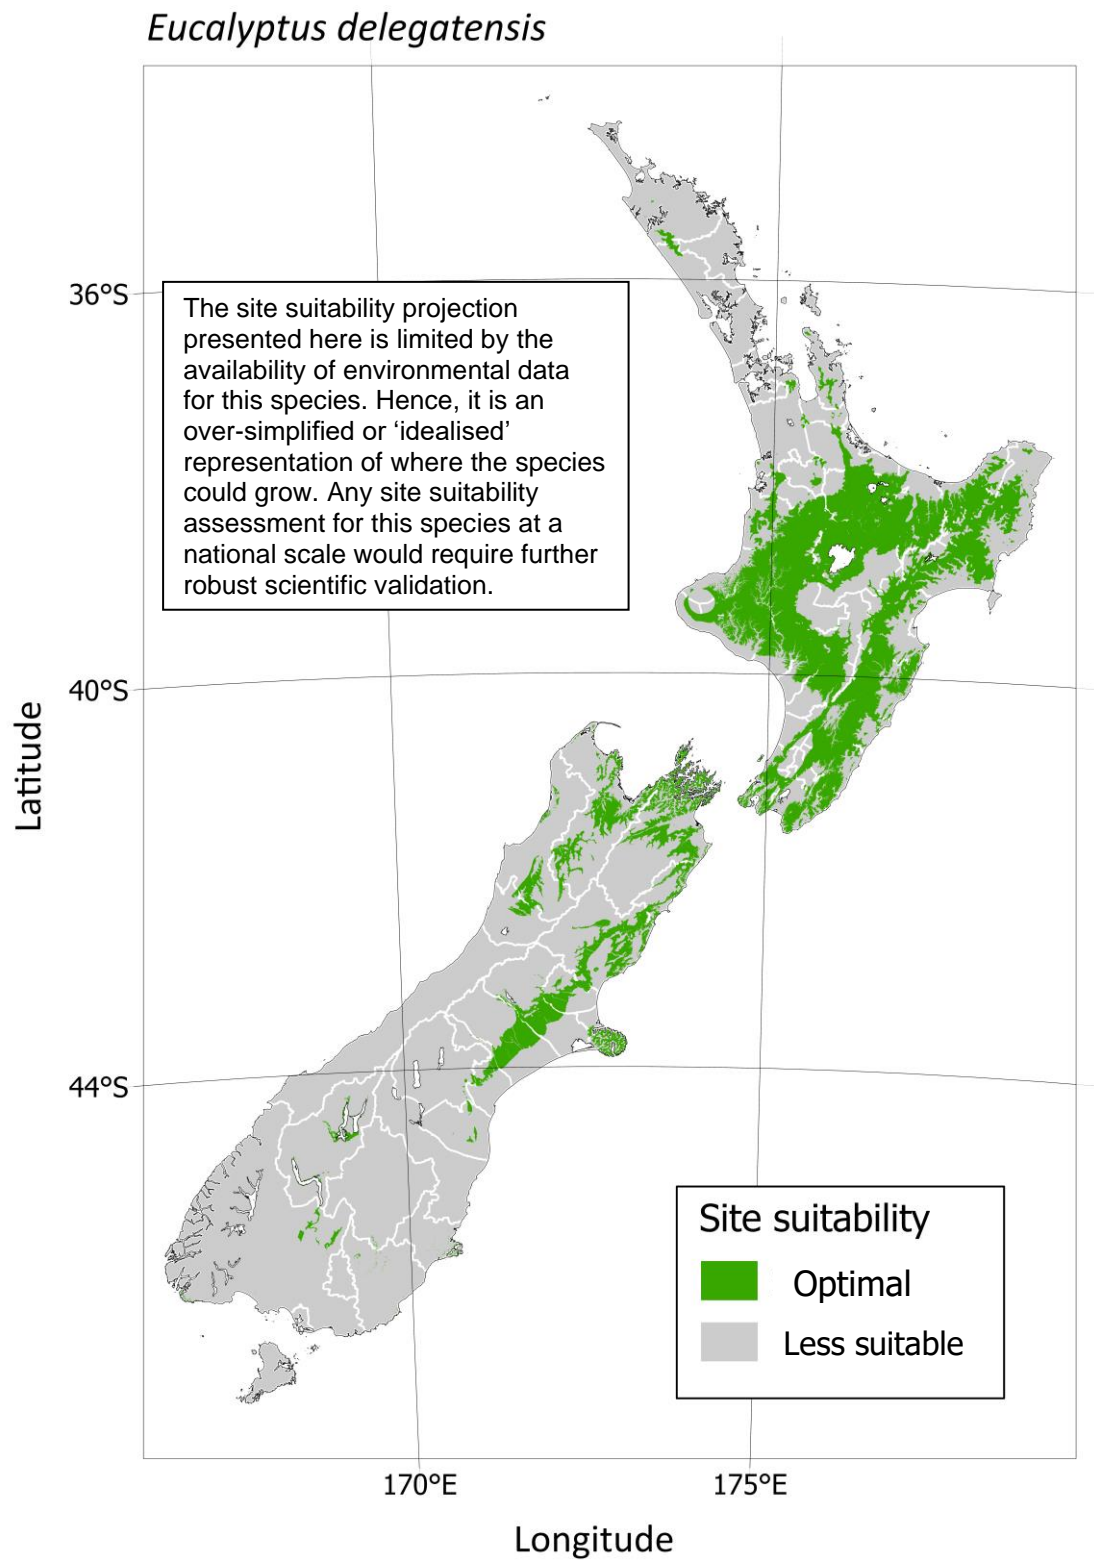 Eucalyptus delegatensis
36°S
The site suitability projection
presented here is limited by the
availability of environmental data
for this species. Hence, it is an
over-simplified or ‘idealised’
representation of where the species
could grow. Any site suitability
assessment for this species at a
national scale would require further
robust scientific validation.
40°S
Latitude
44°S
Site suitability
Optimal
Less suitable
170°E
175°E
Longitude